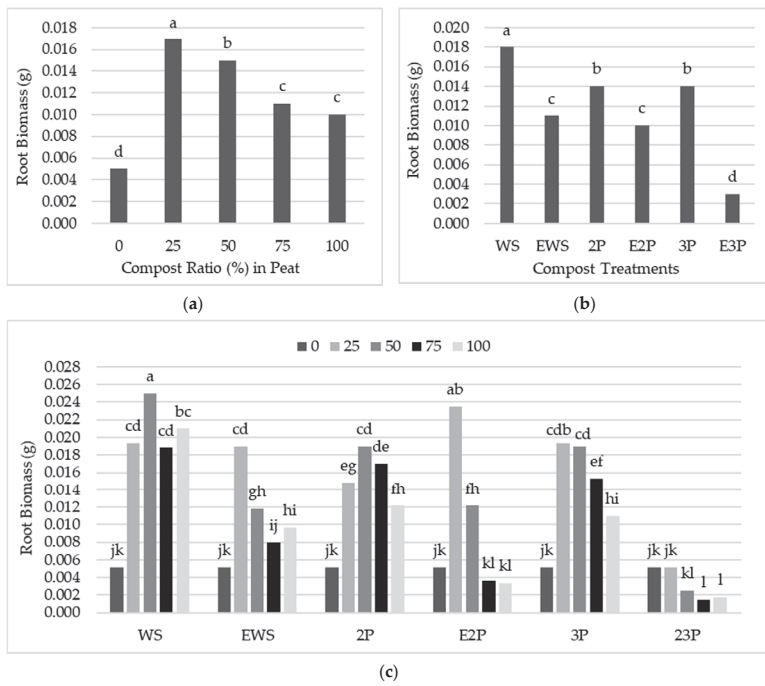 0.018
0.016
0.014
0.012
0.010
0.008
0.006
0.004
0.002
0.000
Root Biomass (g)
d
a
b
c
c
0 25 50 75 100
Compost Ratio (%) in Peat
(a)
0.020
0.018
0.016
0.014
0.012
0.010
0.008
0.006
0.004
0.002
0.000
Root Biomass (g)
a
c
b
c
b
d
WS EWS 2P E2P 3P E3P
Compost Treatments
(b)
0 25 50 75 100
0.028
0.026
0.024
0.022
0.020
0.018
0.016
0.014
0.012
0.010
0.008
0.006
0.004
0.002
0.000
Root Biomass (g)
jk cd a cd bc
jk cd gh ij hi
jk eg cd de fh
jk ab fh kl kl
jk cdb cd ef hi
jk jk kl l l
WS EWS 2P E2P 3P 23P
(c)